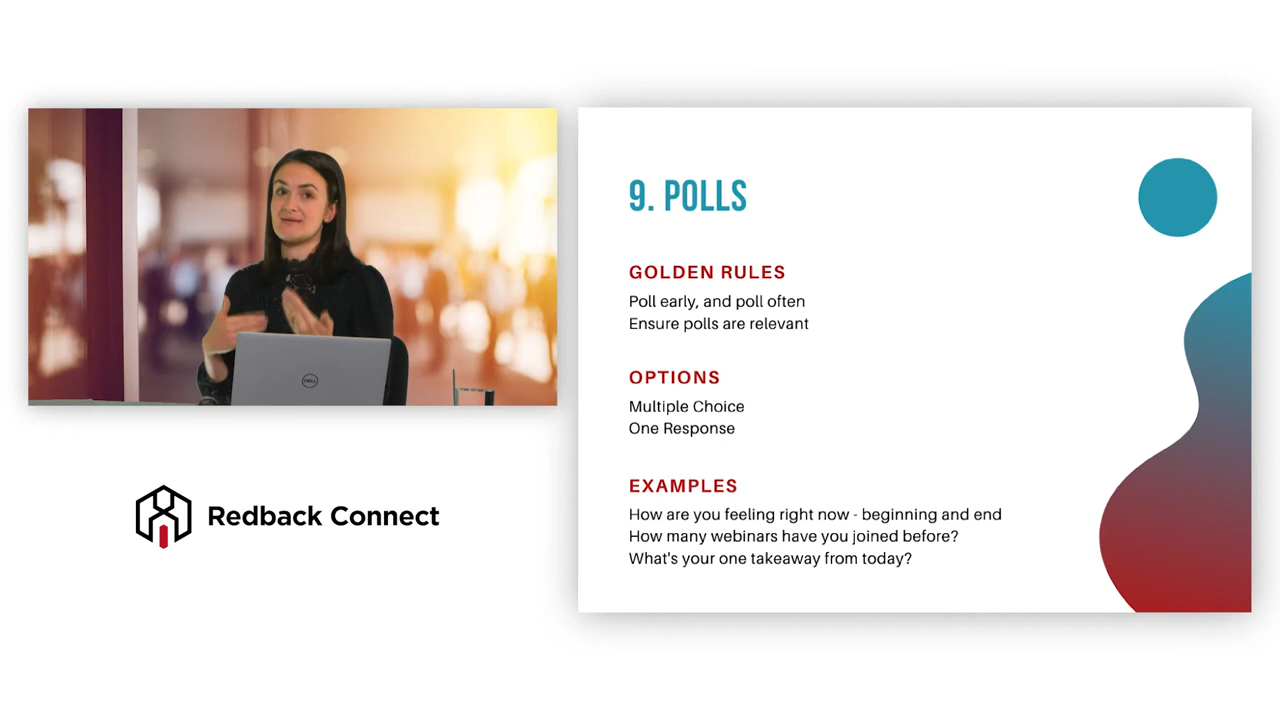 9. POLLS
GOLDEN RULES
Poll early, and poll often
Ensure polls are relevant
OPTIONS
Multiple Choice
One Response
EXAMPLES
How are you feeling right now - beginning and end
How many webinars have you joined before?
What's your one takeaway from today?
DELL
Redback Connect